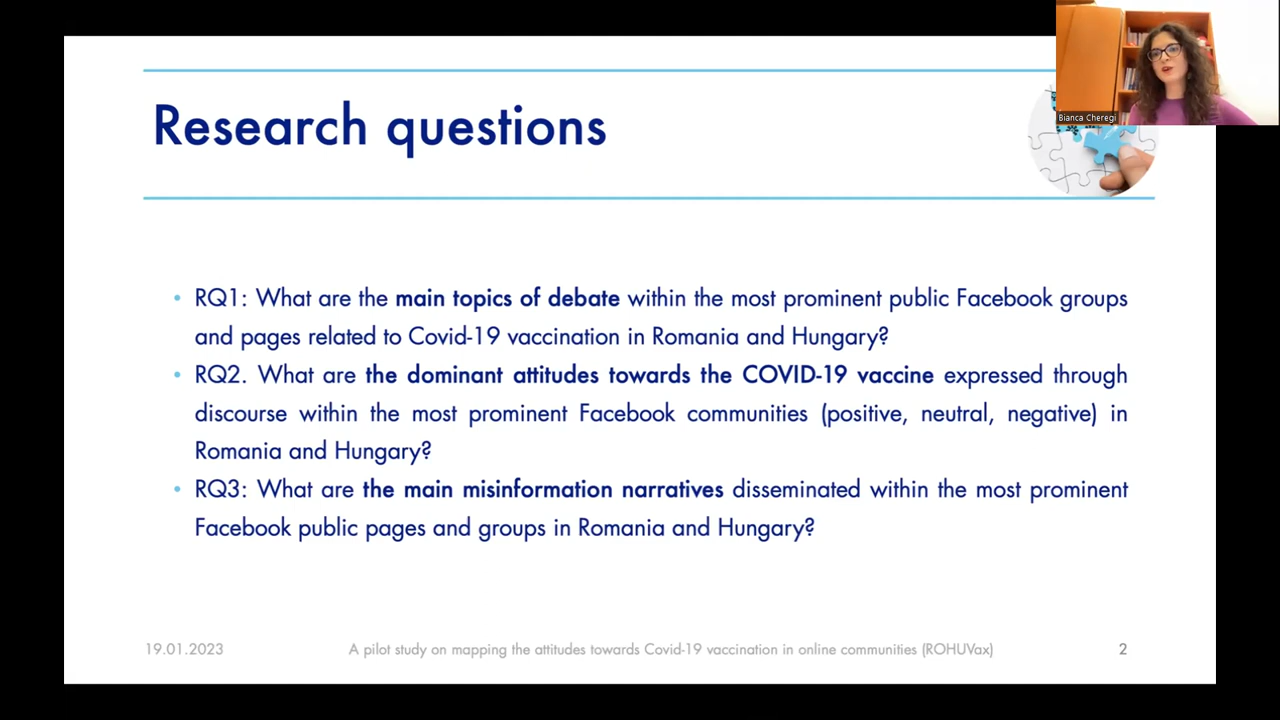 Research questions
Bianca Cheregi
• RQ1: What are the main topics of debate within the most prominent public Facebook groups
and pages related to Covid-19 vaccination in Romania and Hungary?
• RQ2. What are the dominant attitudes towards the COVID-19 vaccine expressed through
discourse within the most prominent Facebook communities (positive, neutral, negative) in
Romania and Hungary?
• RQ3: What are the main misinformation narratives disseminated within the most prominent
Facebook public pages and groups in Romania and Hungary?
19.01.2023
A pilot study on mapping the attitudes towards Covid-19 vaccination in online communities (ROHUVax)
2